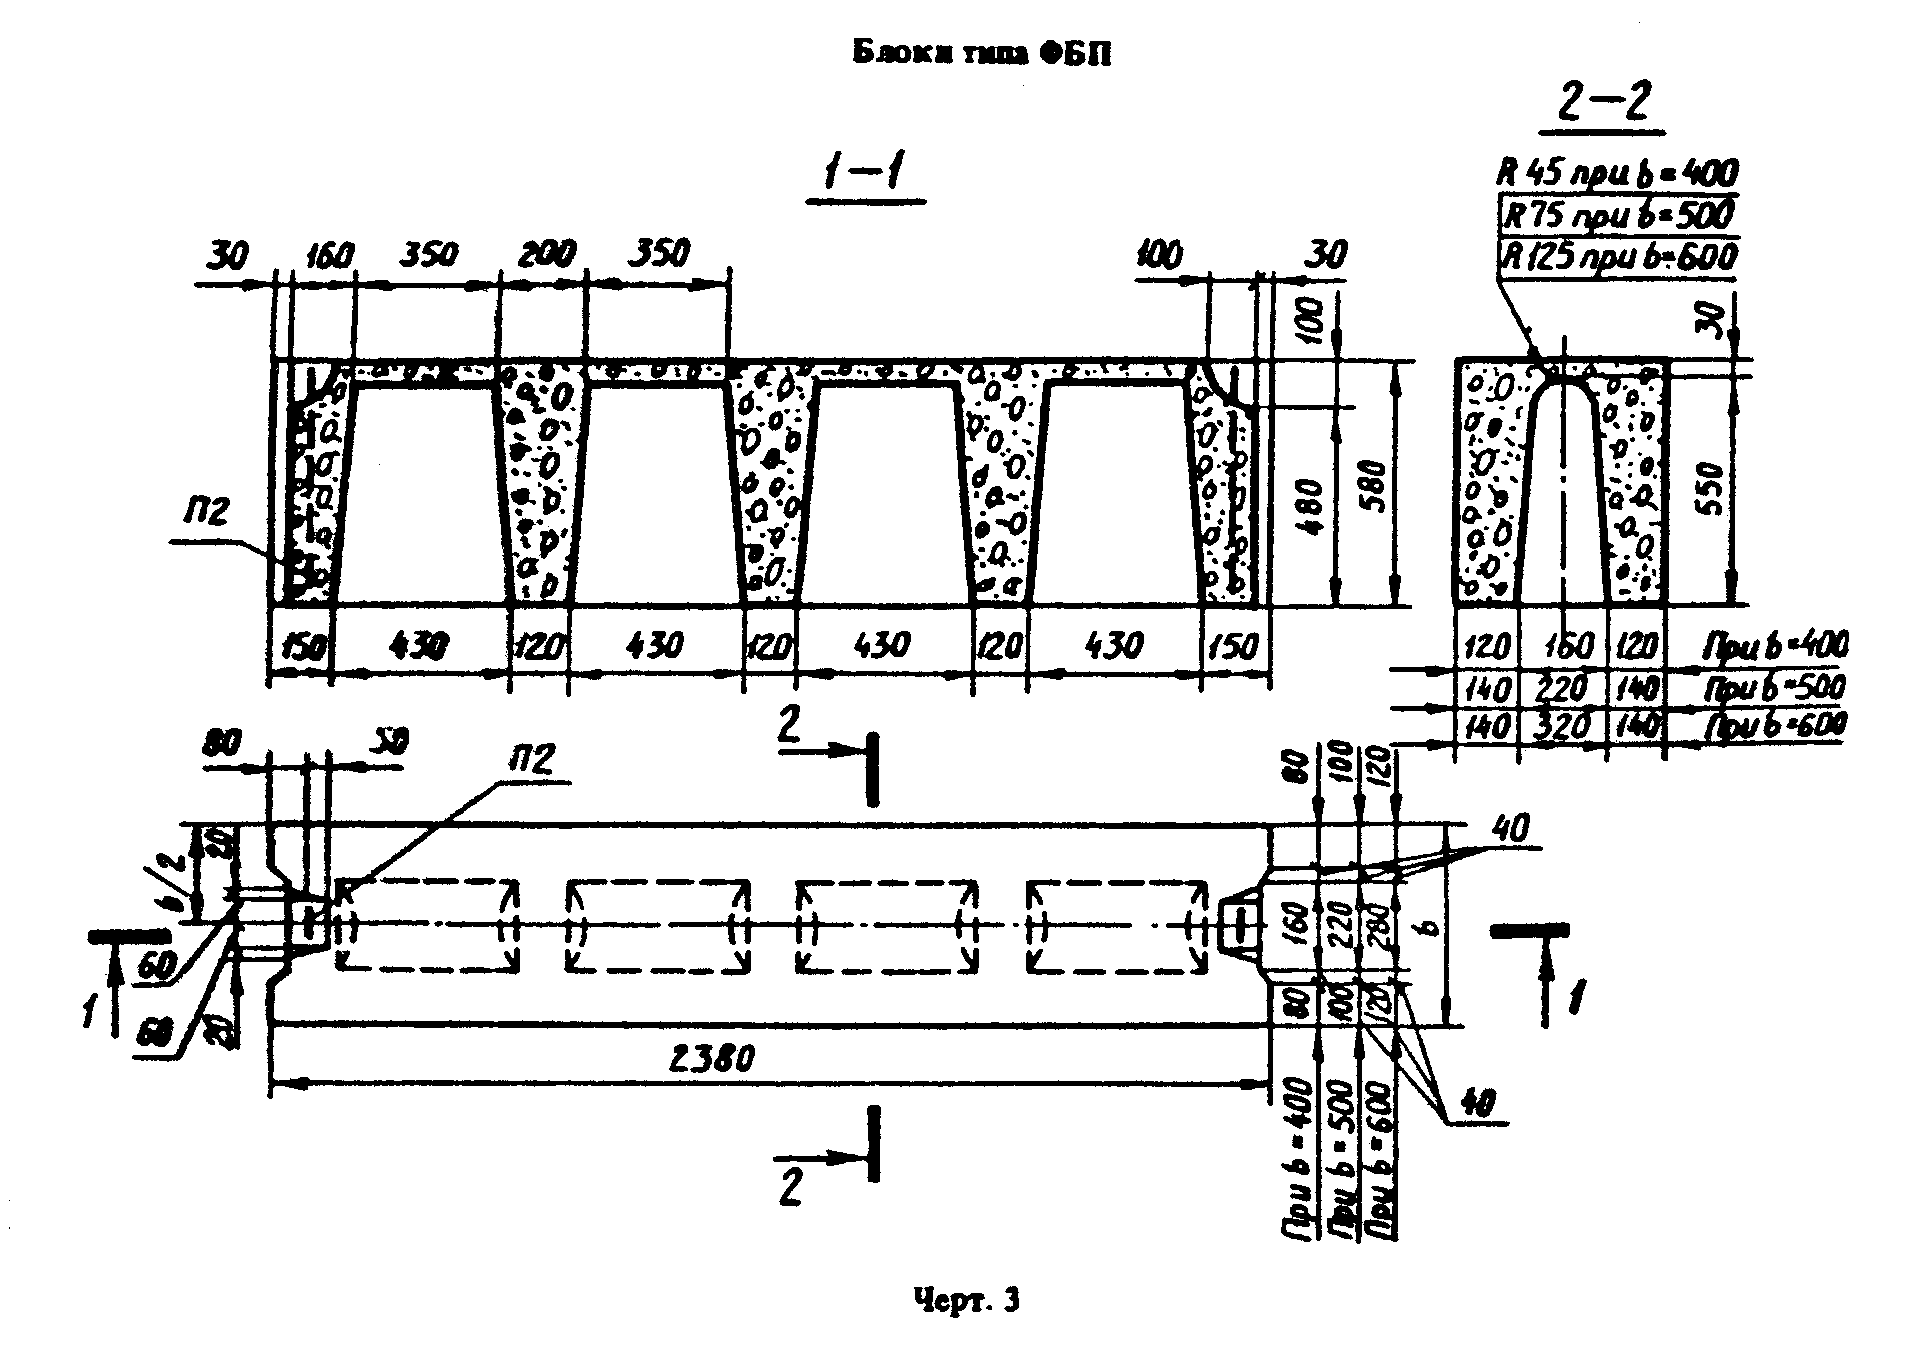 Блоки типа ФБП
2—2
1—1
R 45 при b = 400
R 75 при b = 500
R 125 при b = 600
30 160 350 200 350 100 30
100
30
480
580
550
П2
150 430 120 430 120 430 120 430 150
120 160 120 При b = 400
140 220 140 При b = 500
140 320 140 При b = 600
80 50
П2
2
80 100 120
40
b/2
20
60
60
20
160 220 280
b
80 100 120
1
1
2380
40
При b = 400
При b = 500
При b = 600
2
Черт. 3